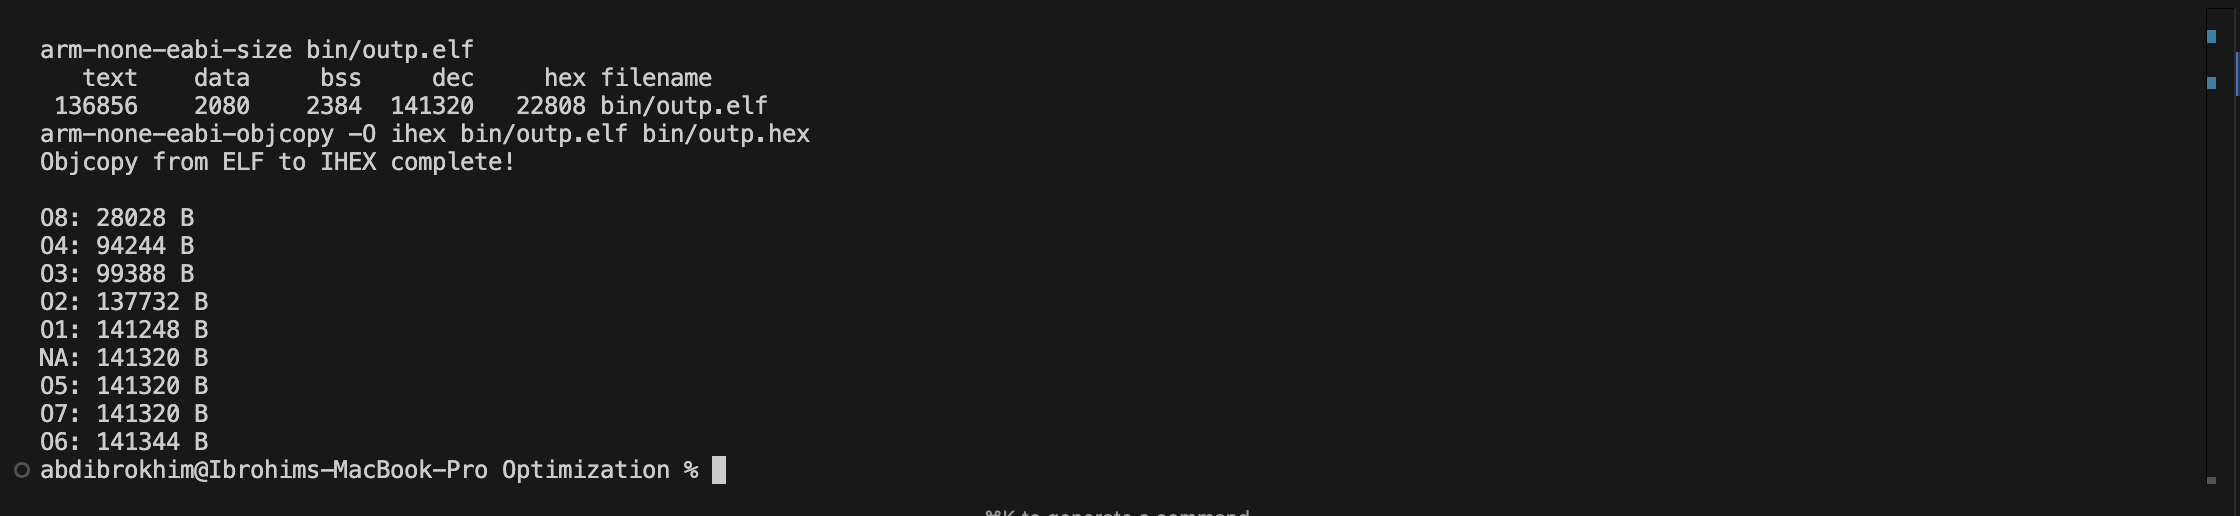 arm-none-eabi-size bin/outp.elf
   text    data     bss     dec     hex filename
 136856    2080    2384  141320   22808 bin/outp.elf
arm-none-eabi-objcopy -O ihex bin/outp.elf bin/outp.hex
Objcopy from ELF to IHEX complete!

O8: 28028 B
O4: 94244 B
O3: 99388 B
O2: 137732 B
O1: 141248 B
NA: 141320 B
O5: 141320 B
O7: 141320 B
O6: 141344 B
abdibrokhim@Ibrohims-MacBook-Pro Optimization %
⌘K to generate a command